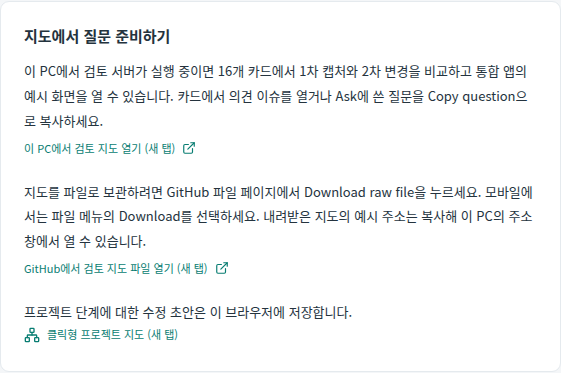 지도에서 질문 준비하기
이 PC에서 검토 서버가 실행 중이면 16개 카드에서 1차 캡처와 2차 변경을 비교하고 통합 앱의
예시 화면을 열 수 있습니다. 카드에서 의견 이슈를 열거나 Ask에 쓴 질문을 Copy question으
로 복사하세요.
이 PC에서 검토 지도 열기 (새 탭)
지도를 파일로 보관하려면 GitHub 파일 페이지에서 Download raw file을 누르세요. 모바일에
서는 파일 메뉴의 Download를 선택하세요. 내려받은 지도의 예시 주소는 복사해 이 PC의 주소
창에서 열 수 있습니다.
GitHub에서 검토 지도 파일 열기 (새 탭)
프로젝트 단계에 대한 수정 초안은 이 브라우저에 저장합니다.
클릭형 프로젝트 지도 (새 탭)